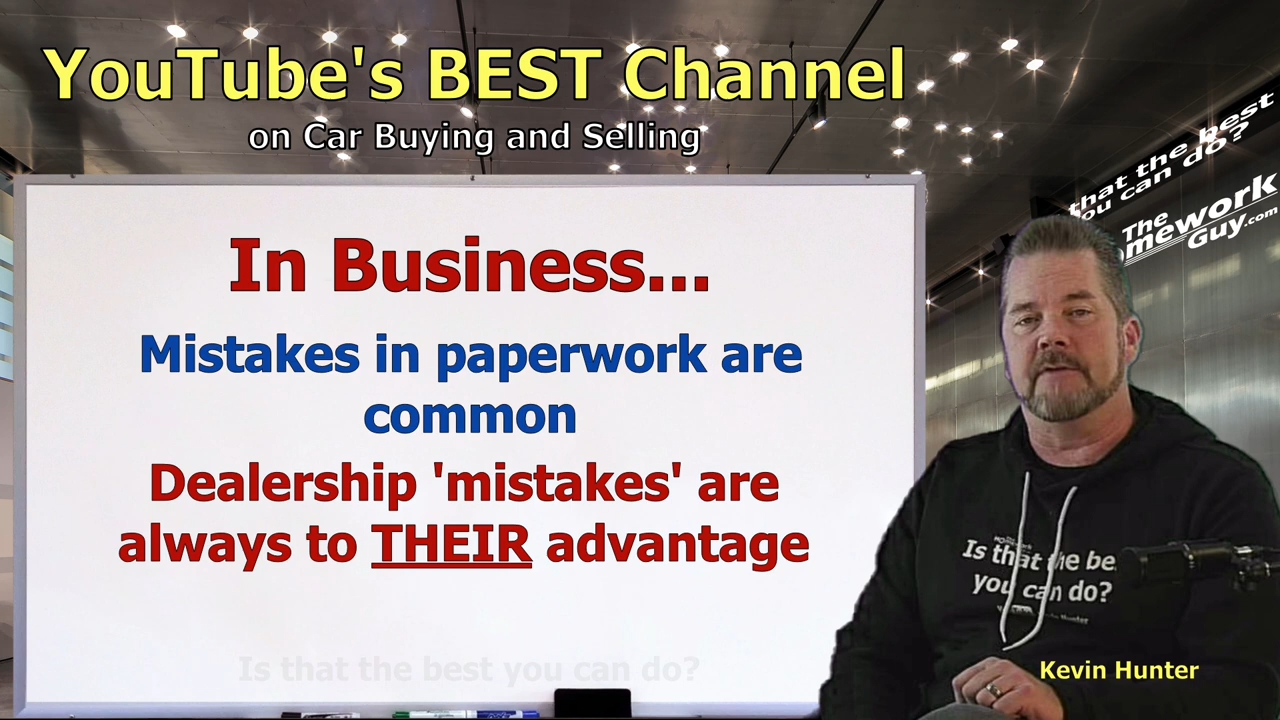 YouTube's BEST Channel
on Car Buying and Selling
that the best
you can do?
The
Guy.com
In Business...
Mistakes in paperwork are
common
Dealership 'mistakes' are
always to THEIR advantage
Is that the best you can do?
Is that the be
you can do?
Kevin Hunter